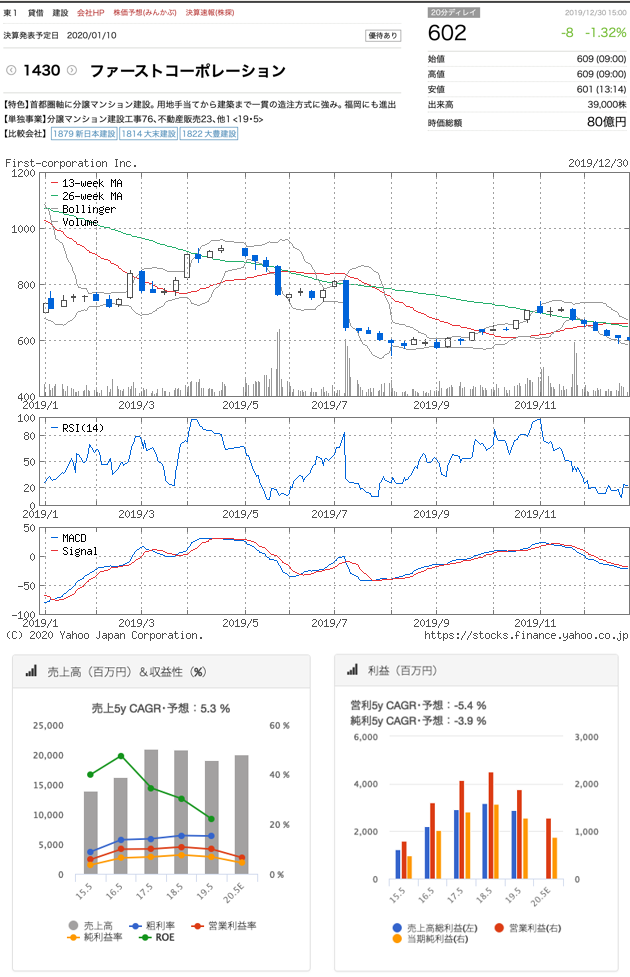 東1 貸借 建設 会社HP 株価予想(みんかぶ) 決算速報(株探)
決算発表予定日 2020/01/10
優待あり
1430 ファーストコーポレーション
【特色】首都圏軸に分譲マンション建設。用地手当てから建築まで一貫の造注方式に強み。福岡にも進出
【単独事業】分譲マンション建設工事76、不動産販売23、他1 <19・5>
【比較会社】 1879 新日本建設 1814 大末建設 1822 大豊建設
20分ディレイ
2019/12/30 15:00
602
-8 -1.32%
始値 609 (09:00)
高値 609 (09:00)
安値 601 (13:14)
出来高 39,000株
時価総額 80億円
First-corporation Inc.
2019/12/30
1200
1000
800
600
400
13-week MA
26-week MA
Bollinger
Volume
2019/1 2019/3 2019/5 2019/7 2019/9 2019/11
100
80
50
20
0
RSI(14)
2019/1 2019/3 2019/5 2019/7 2019/9 2019/11
50
0
-50
-100
MACD
Signal
2019/1 2019/3 2019/5 2019/7 2019/9 2019/11
(C) 2020 Yahoo Japan Corporation.
https://stocks.finance.yahoo.co.jp
売上高（百万円）＆収益性（%）
売上5y CAGR・予想：5.3 %
25,000
20,000
15,000
10,000
5,000
0
60 %
40 %
20 %
0 %
15.5 16.5 17.5 18.5 19.5 20.5E
売上高 粗利率 営業利益率
純利益率 ROE
利益（百万円）
営利5y CAGR・予想：-5.4 %
純利5y CAGR・予想：-3.9 %
6,000
4,000
2,000
0
3,000
2,000
1,000
0
15.5 16.5 17.5 18.5 19.5 20.5E
売上高総利益(左) 営業利益(右)
当期純利益(右)